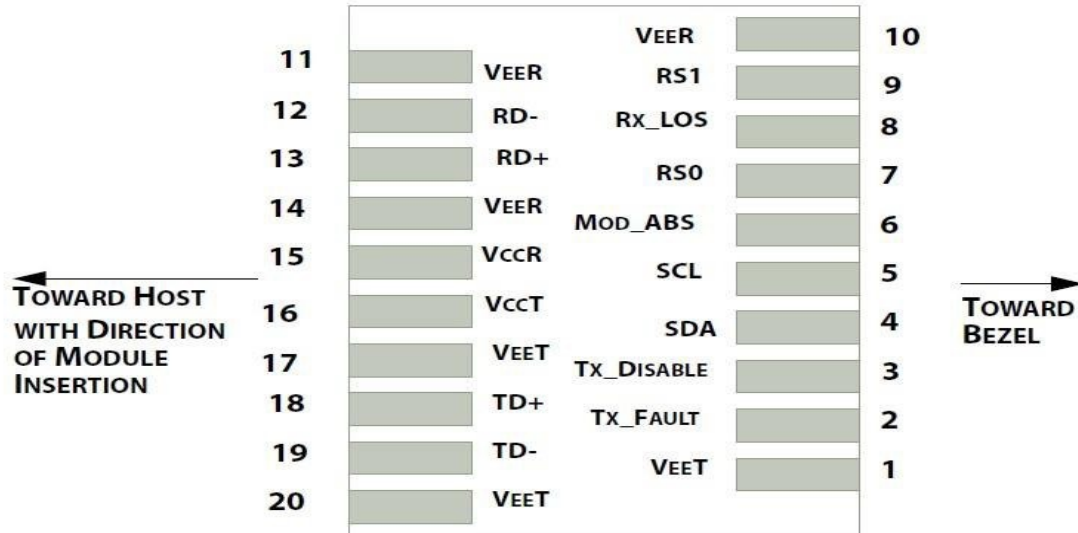 11 VEER
12 RD-
13 RD+
14 VEER
15 VCCR
16 VCCT
17 VEET
18 TD+
19 TD-
20 VEET
VEER 10
RS1 9
RX_LOS 8
RS0 7
MOD_ABS 6
SCL 5
SDA 4
TX_DISABLE 3
TX_FAULT 2
VEET 1
TOWARD HOST
WITH DIRECTION
OF MODULE
INSERTION
TOWARD
BEZEL